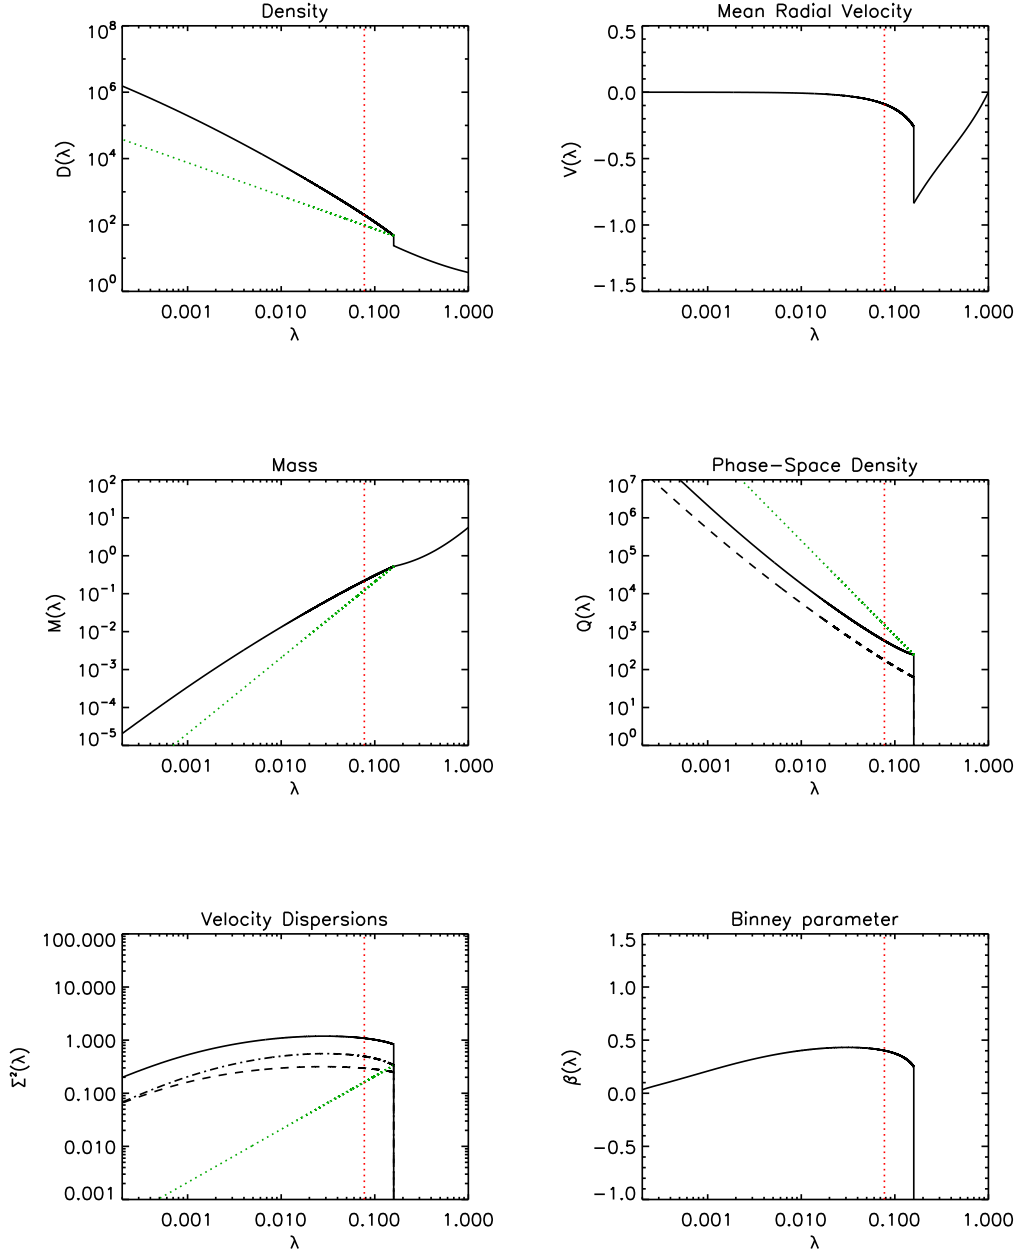 Density
10^8
10^6
10^4
10^2
10^0
D(λ)
0.001 0.010 0.100 1.000
λ
Mean Radial Velocity
0.5
0.0
−0.5
−1.0
−1.5
V(λ)
0.001 0.010 0.100 1.000
λ
Mass
10^2
10^1
10^0
10^−1
10^−2
10^−3
10^−4
10^−5
M(λ)
0.001 0.010 0.100 1.000
λ
Phase−Space Density
10^7
10^6
10^5
10^4
10^3
10^2
10^1
10^0
Q(λ)
0.001 0.010 0.100 1.000
λ
Velocity Dispersions
100.000
10.000
1.000
0.100
0.010
0.001
Σ²(λ)
0.001 0.010 0.100 1.000
λ
Binney parameter
1.5
1.0
0.5
0.0
−0.5
−1.0
β(λ)
0.001 0.010 0.100 1.000
λ